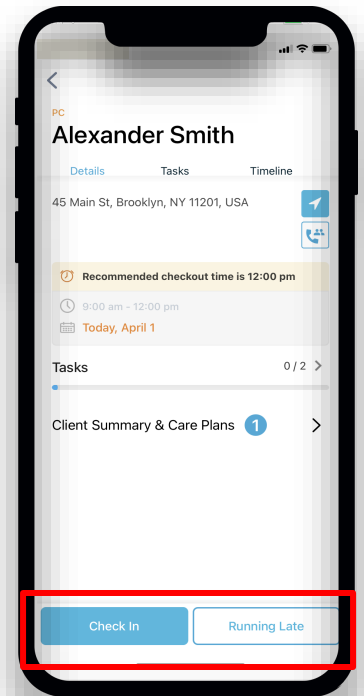 PC
Alexander Smith
Details Tasks Timeline
45 Main St, Brooklyn, NY 11201, USA
Recommended checkout time is 12:00 pm
9:00 am - 12:00 pm
Today, April 1
Tasks 0 / 2
Client Summary & Care Plans 1
Check In Running Late